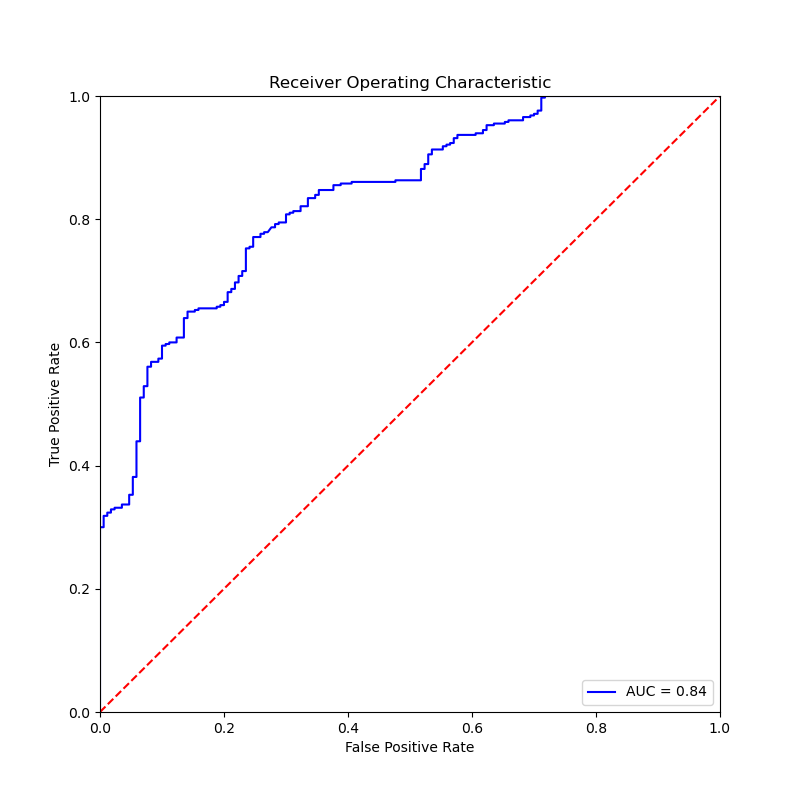 Receiver Operating Characteristic
True Positive Rate
1.0
0.8
0.6
0.4
0.2
0.0
AUC = 0.84
0.0 0.2 0.4 0.6 0.8 1.0
False Positive Rate